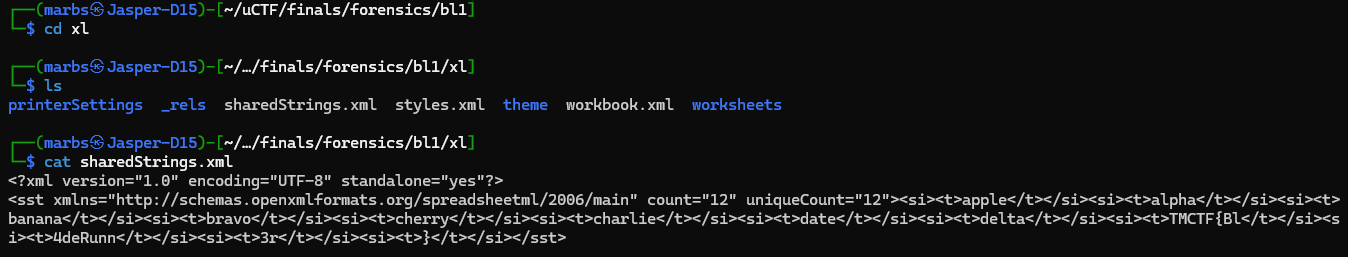 ┌──(marbs㉿Jasper-D15)-[~/uCTF/finals/forensics/bl1]
└─$ cd xl
┌──(marbs㉿Jasper-D15)-[~/…/finals/forensics/bl1/xl]
└─$ ls
printerSettings  _rels  sharedStrings.xml  styles.xml  theme  workbook.xml  worksheets
┌──(marbs㉿Jasper-D15)-[~/…/finals/forensics/bl1/xl]
└─$ cat sharedStrings.xml
<?xml version="1.0" encoding="UTF-8" standalone="yes"?>
<sst xmlns="http://schemas.openxmlformats.org/spreadsheetml/2006/main" count="12" uniqueCount="12"><si><t>apple</t></si><si><t>alpha</t></si><si><t>
banana</t></si><si><t>bravo</t></si><si><t>cherry</t></si><si><t>charlie</t></si><si><t>date</t></si><si><t>delta</t></si><si><t>TMCTF{Bl</t></si><s
i><t>4deRunn</t></si><si><t>3r</t></si><si><t>}</t></si></sst>